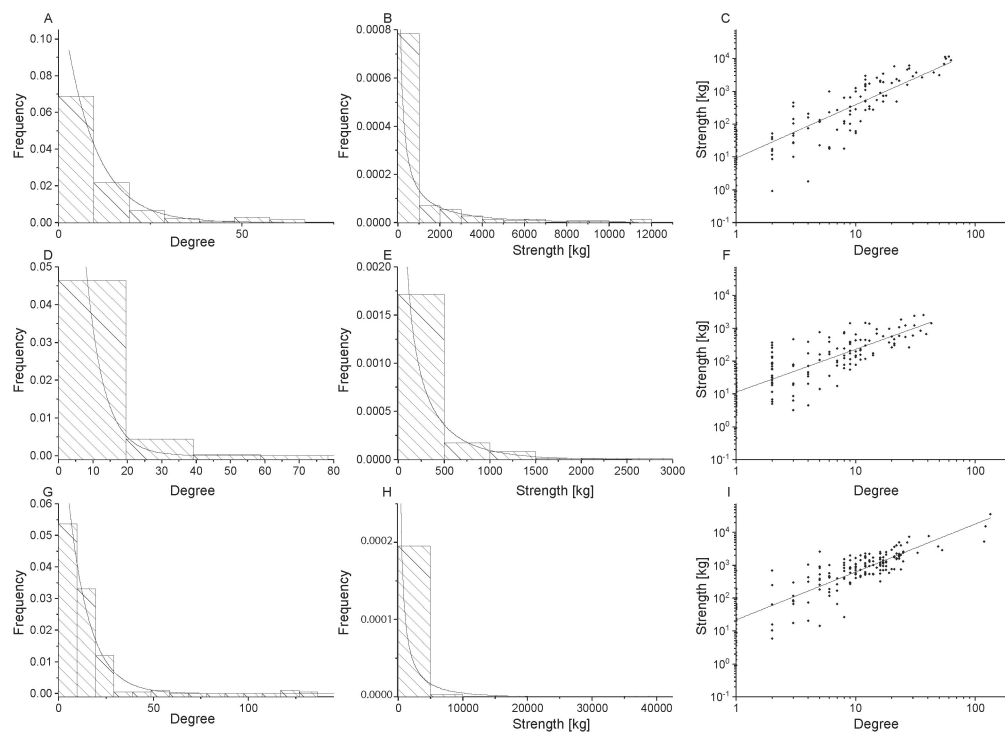 A
Frequency
0.10
0.08
0.06
0.04
0.02
0.00
0 50
Degree
B
Frequency
0.0008
0.0006
0.0004
0.0002
0.0000
0 2000 4000 6000 8000 10000 12000
Strength [kg]
C
Strength [kg]
10^4
10^3
10^2
10^1
10^0
10^-1
1 10 100
Degree
D
Frequency
0.05
0.04
0.03
0.02
0.01
0.00
0 10 20 30 40 50 60 70 80
Degree
E
Frequency
0.0020
0.0015
0.0010
0.0005
0.0000
0 500 1000 1500 2000 2500 3000
Strength [kg]
F
Strength [kg]
10^4
10^3
10^2
10^1
10^0
10^-1
1 10 100
Degree
G
Frequency
0.06
0.05
0.04
0.03
0.02
0.01
0.00
0 50 100
Degree
H
Frequency
0.0002
0.0001
0.0000
0 10000 20000 30000 40000
Strength [kg]
I
Strength [kg]
10^4
10^3
10^2
10^1
10^0
10^-1
1 10 100
Degree